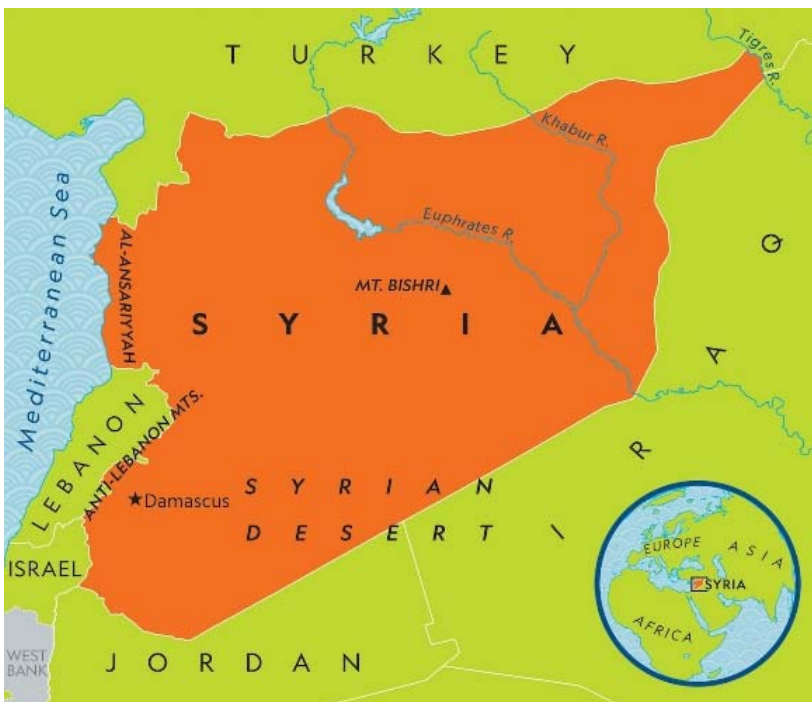 TURKEY
Tigres R.
Khabur R.
Mediterranean Sea
Euphrates R.
AL-ANSARIYYAH
MT. BISHRI
SYRIA
IRAQ
LEBANON
ANTI-LEBANON MTS.
Damascus
SYRIAN
DESERT
ISRAEL
WEST
BANK
JORDAN
EUROPE
ASIA
SYRIA
AFRICA